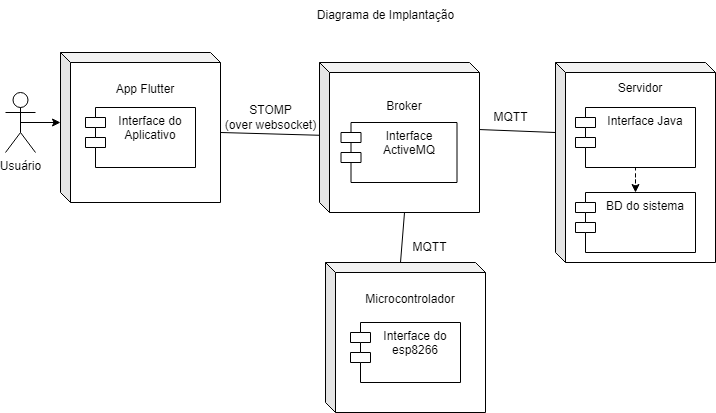 Diagrama de Implantação
App Flutter
Interface do
Aplicativo
Usuário
STOMP
(over websocket)
Broker
Interface
ActiveMQ
MQTT
Servidor
Interface Java
BD do sistema
MQTT
Microcontrolador
Interface do
esp8266